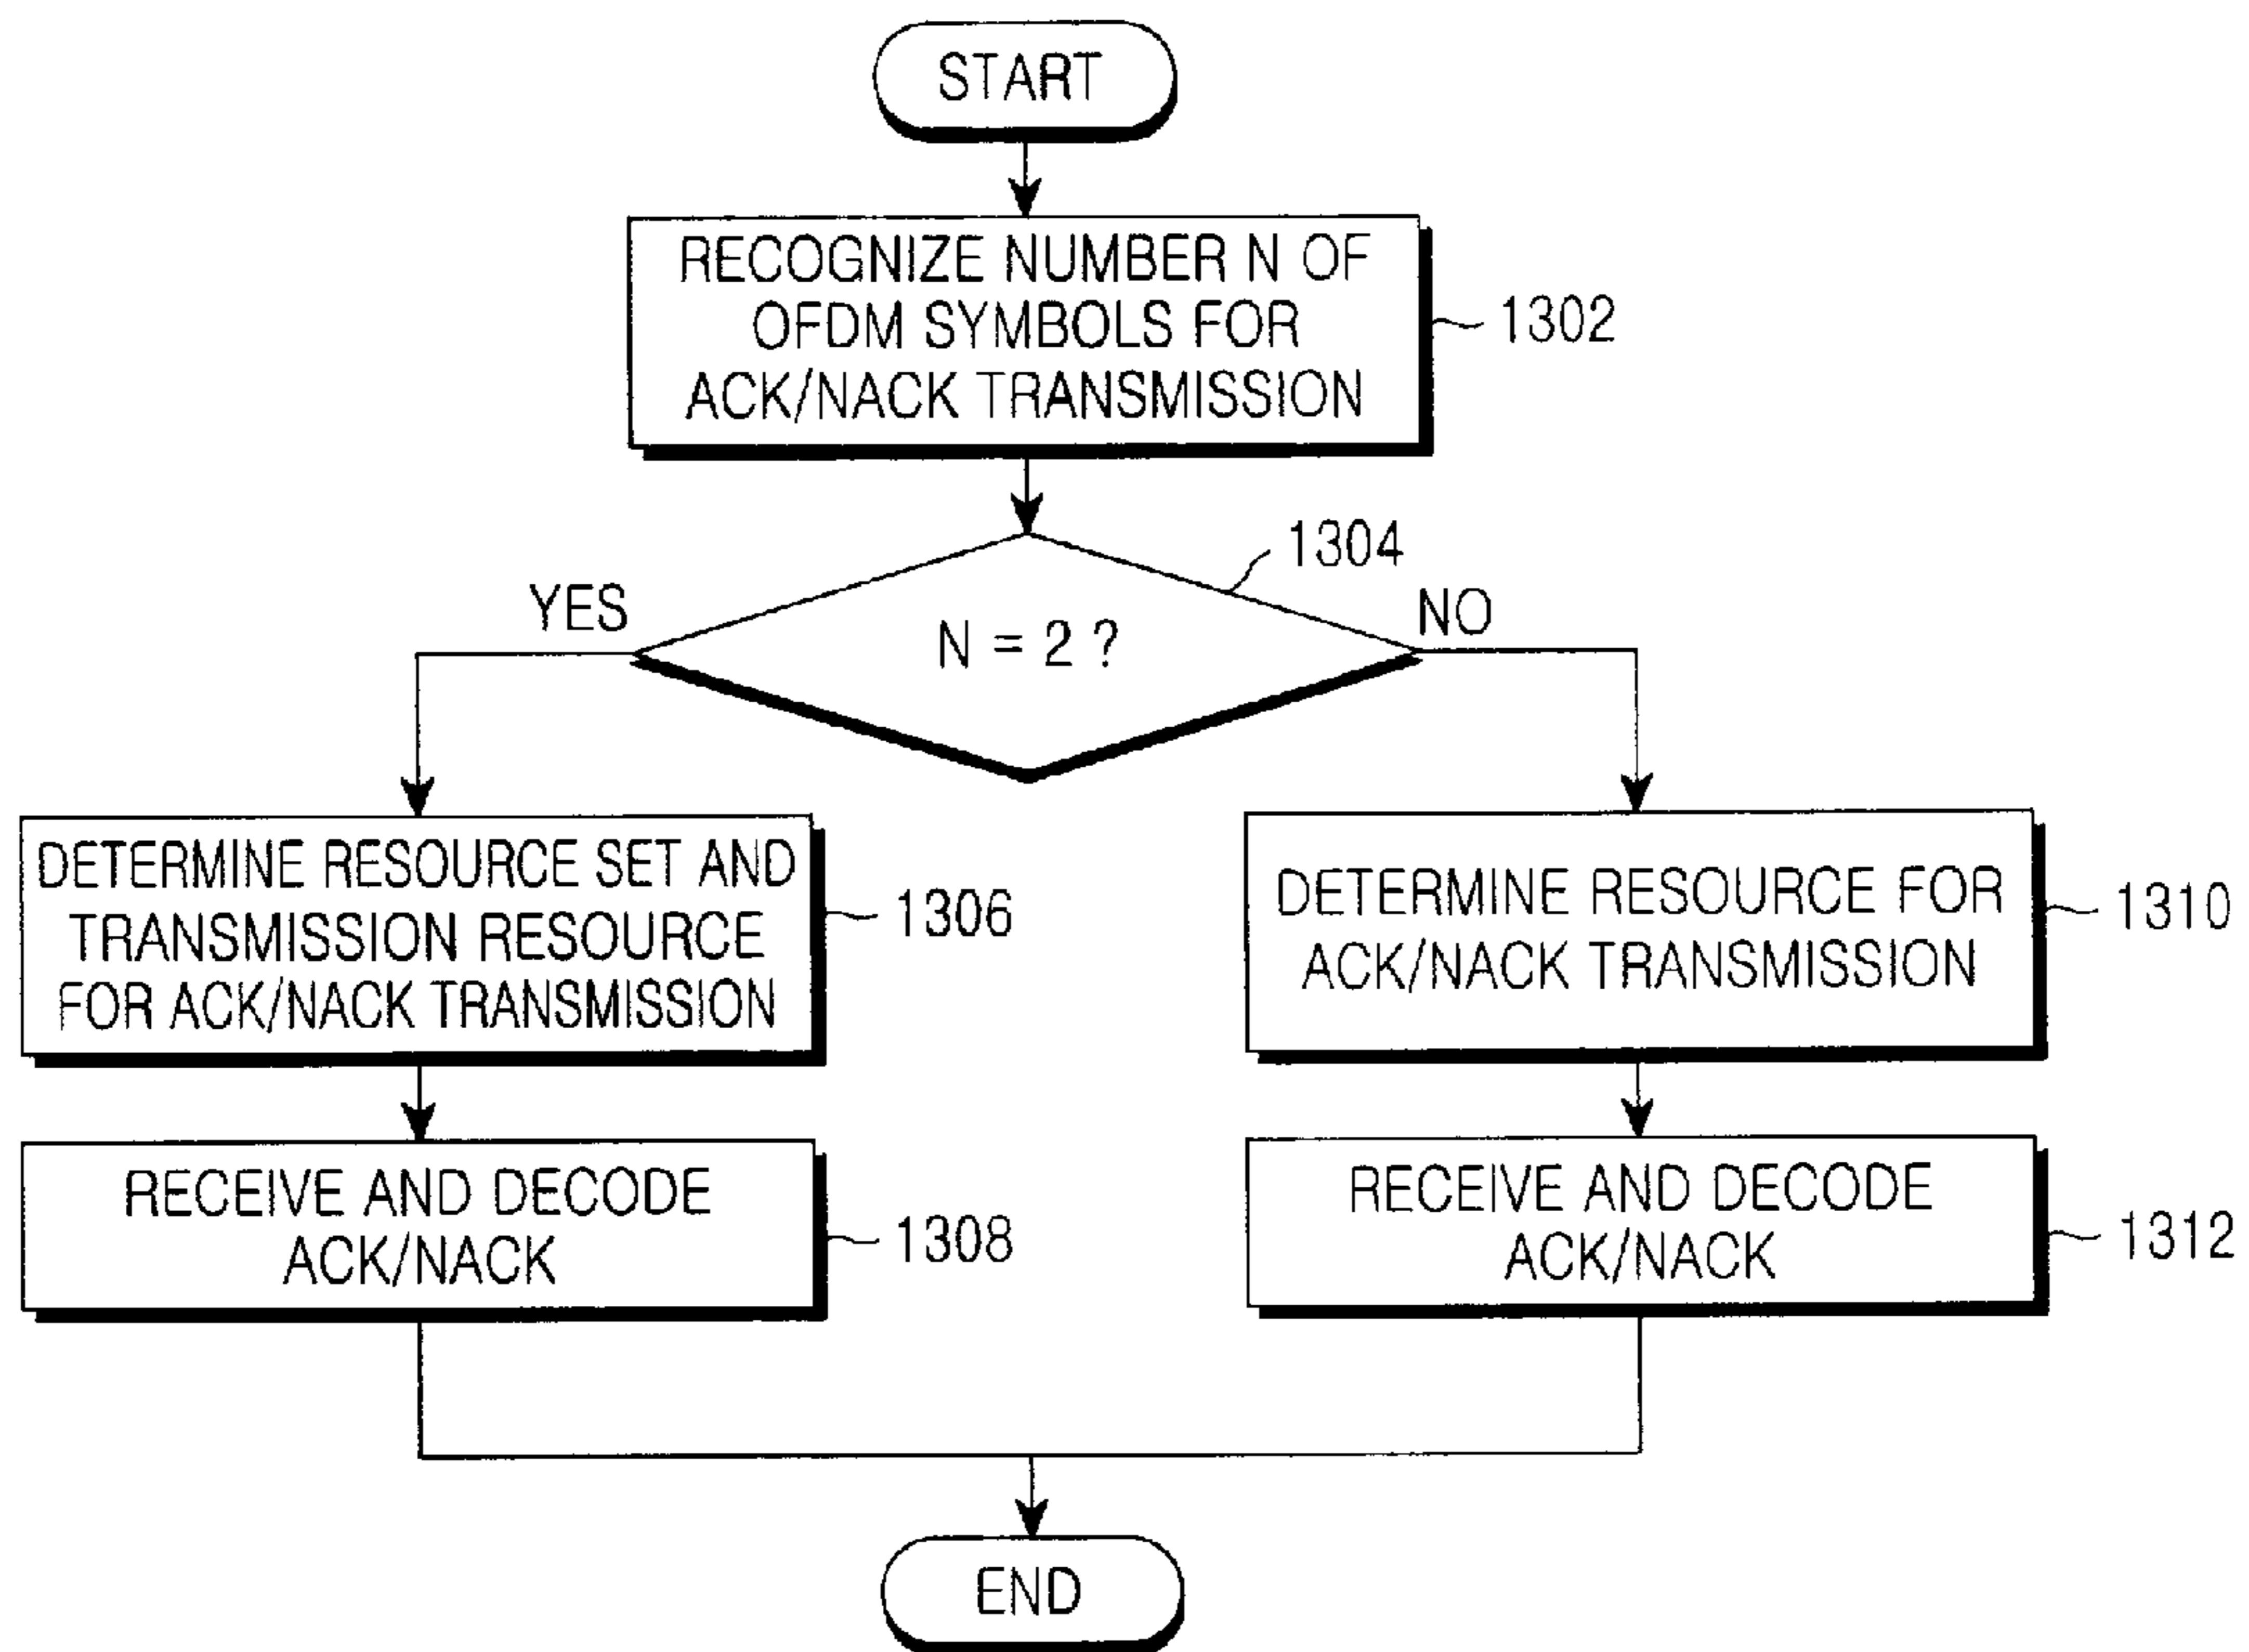 START
RECOGNIZE NUMBER N OF
OFDM SYMBOLS FOR
ACK/NACK TRANSMISSION
1302
1304
YES
N = 2 ?
NO
DETERMINE RESOURCE SET AND
TRANSMISSION RESOURCE
FOR ACK/NACK TRANSMISSION
1306
DETERMINE RESOURCE FOR
ACK/NACK TRANSMISSION
1310
RECEIVE AND DECODE
ACK/NACK
1308
RECEIVE AND DECODE
ACK/NACK
1312
END